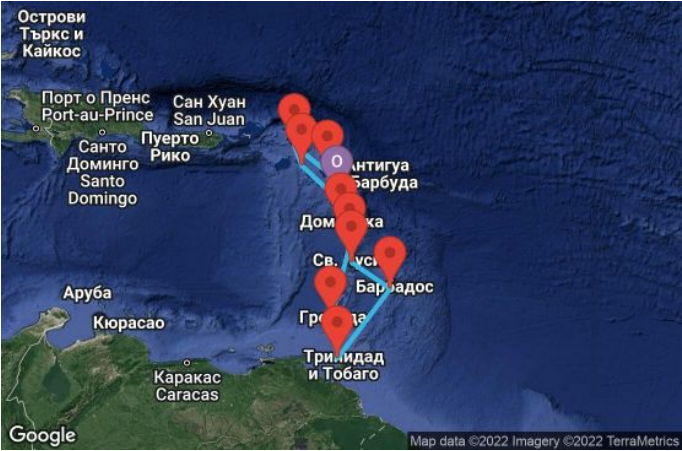 Острови
Търкс и
Кайкос
Порт о Пренс
Port-au-Prince
Сан Хуан
San Juan
Пуерто
Рико
Санто
Доминго
Santo
Domingo
O
Антигуа
Барбуда
Св.
Барбадос
Аруба
Кюрасао
Тринидад
и Тобаго
Каракас
Caracas
Google
Map data ©2022 Imagery ©2022 TerraMetrics